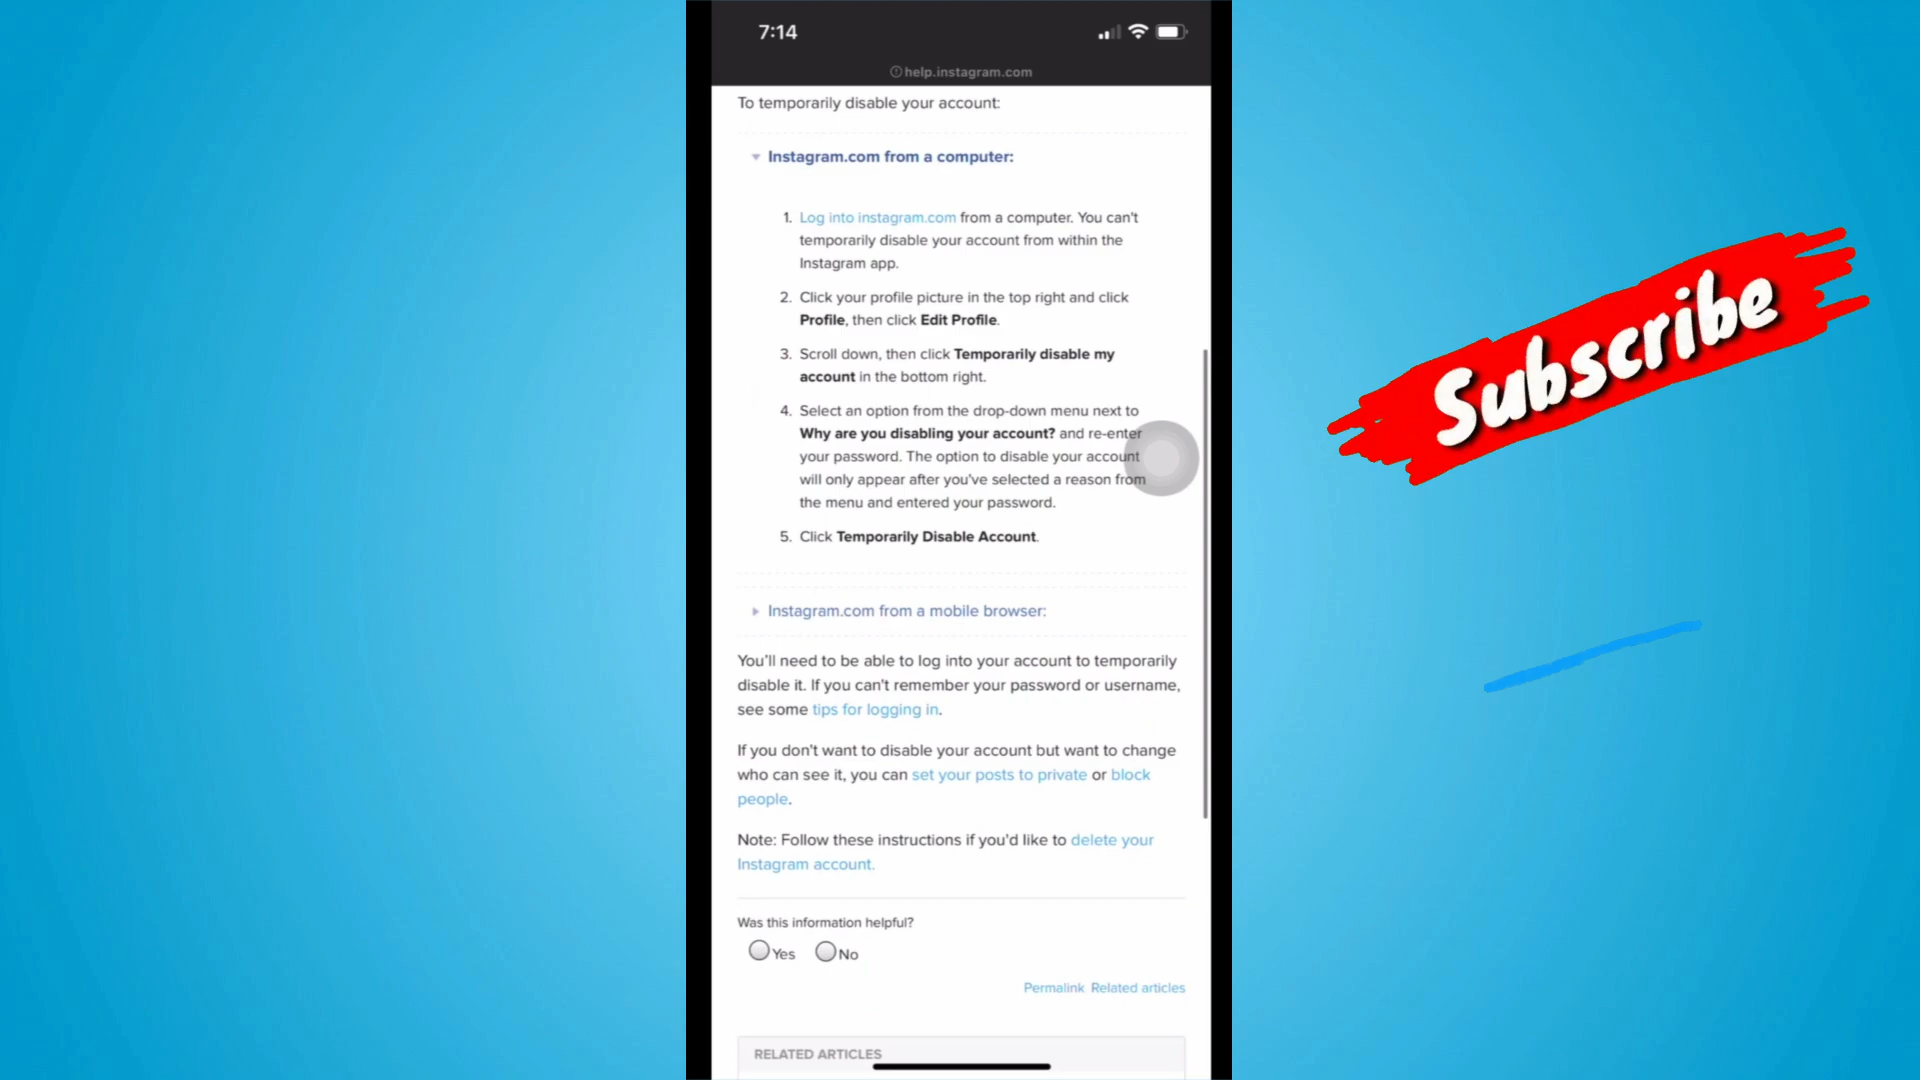 7:14
help.instagram.com
To temporarily disable your account:
Instagram.com from a computer:
1. Log into instagram.com from a computer. You can't
temporarily disable your account from within the
Instagram app.
2. Click your profile picture in the top right and click
Profile, then click Edit Profile.
3. Scroll down, then click Temporarily disable my
account in the bottom right.
4. Select an option from the drop-down menu next to
Why are you disabling your account? and re-enter
your password. The option to disable your account
will only appear after you've selected a reason from
the menu and entered your password.
5. Click Temporarily Disable Account.
Instagram.com from a mobile browser:
You'll need to be able to log into your account to temporarily
disable it. If you can't remember your password or username,
see some tips for logging in.
If you don't want to disable your account but want to change
who can see it, you can set your posts to private or block
people.
Note: Follow these instructions if you'd like to delete your
Instagram account.
Was this information helpful?
Yes No
Permalink Related articles
RELATED ARTICLES
Subscribe